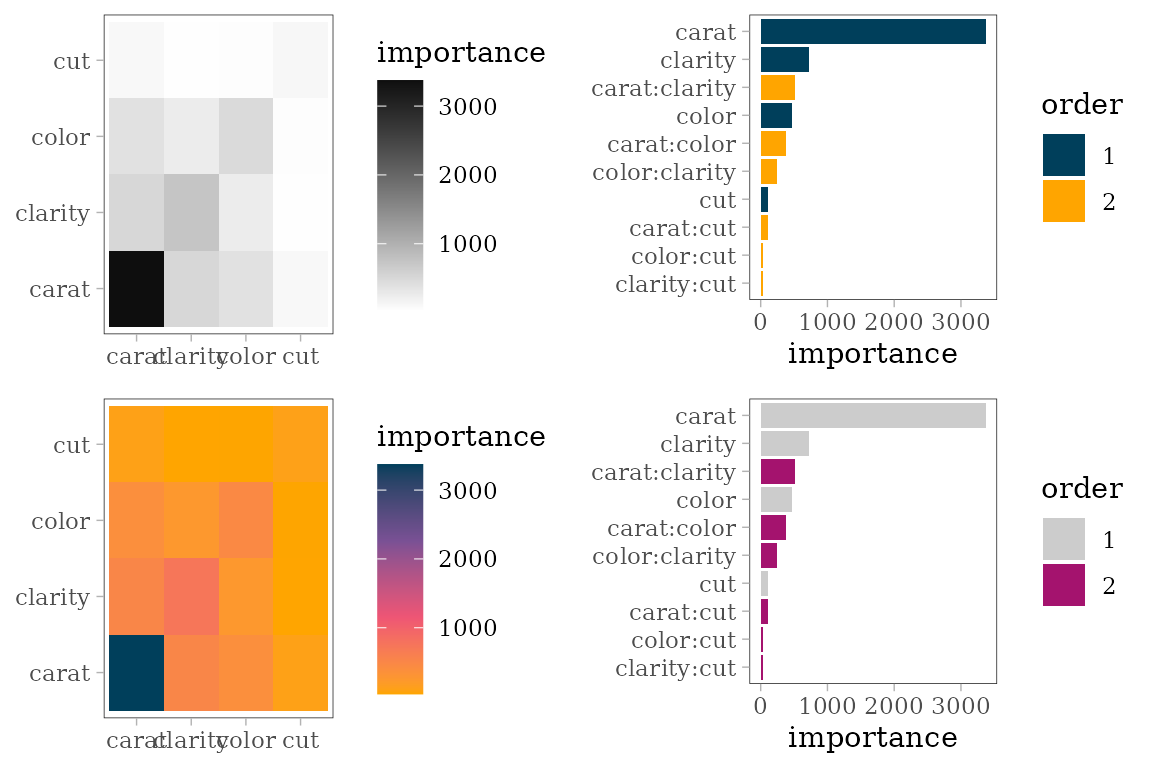 cut
color
clarity
carat
carat clarity color cut
importance
3000
2000
1000
carat
clarity
carat:clarity
color
carat:color
color:clarity
cut
carat:cut
color:cut
clarity:cut
0 1000 2000 3000
importance
order
1
2
cut
color
clarity
carat
carat clarity color cut
importance
3000
2000
1000
carat
clarity
carat:clarity
color
carat:color
color:clarity
cut
carat:cut
color:cut
clarity:cut
0 1000 2000 3000
importance
order
1
2